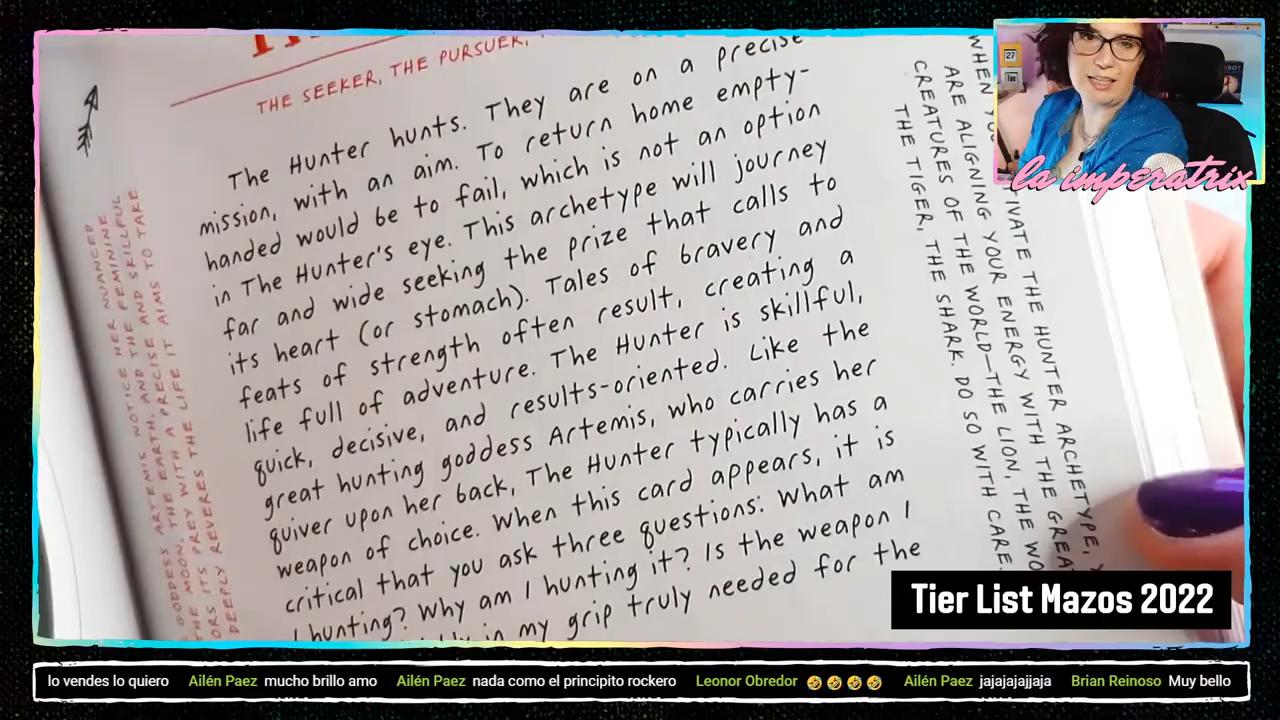 THE SEEKER, THE PURSUER,
The Hunter hunts. They are on a precise
mission, with an aim. To return home empty-
handed would be to fail, which is not an option
in The Hunter's eye. This archetype will journey
far and wide seeking the prize that calls to
its heart (or stomach). Tales of bravery and
feats of strength often result, creating a
life full of adventure. The Hunter is skillful,
quick, decisive, and results-oriented. Like the
great hunting goddess Artemis, who carries her
quiver upon her back, The Hunter typically has a
weapon of choice. When this card appears, it is
critical that you ask three questions: What am
I hunting? Why am I hunting it? Is the weapon I
in my grip truly needed for the
GODDESS ARTEMIS NOTICE HER NUANCED
THE MOON, THE EARTH, AND THE FEMININE.
ORS ITS PREY WITH A PRECISE AND SKILLFUL
DEEPLY REVERES THE LIFE IT AIMS TO TAKE
WHEN
IVATE THE HUNTER ARCHETYPE,
ARE ALIGNING YOUR ENERGY WITH THE GREAT
CREATURES OF THE WORLD—THE LION, THE WO
THE TIGER, THE SHARK. DO SO WITH CARE.
27
Tue
la imperatrix
Tier List Mazos 2022
lo vendes lo quiero Ailén Paez mucho brillo amo Ailén Paez nada como el principito rockero Leonor Obredor 🤣🤣🤣🤣 Ailén Paez jajajajajjaja Brian Reinoso Muy bello